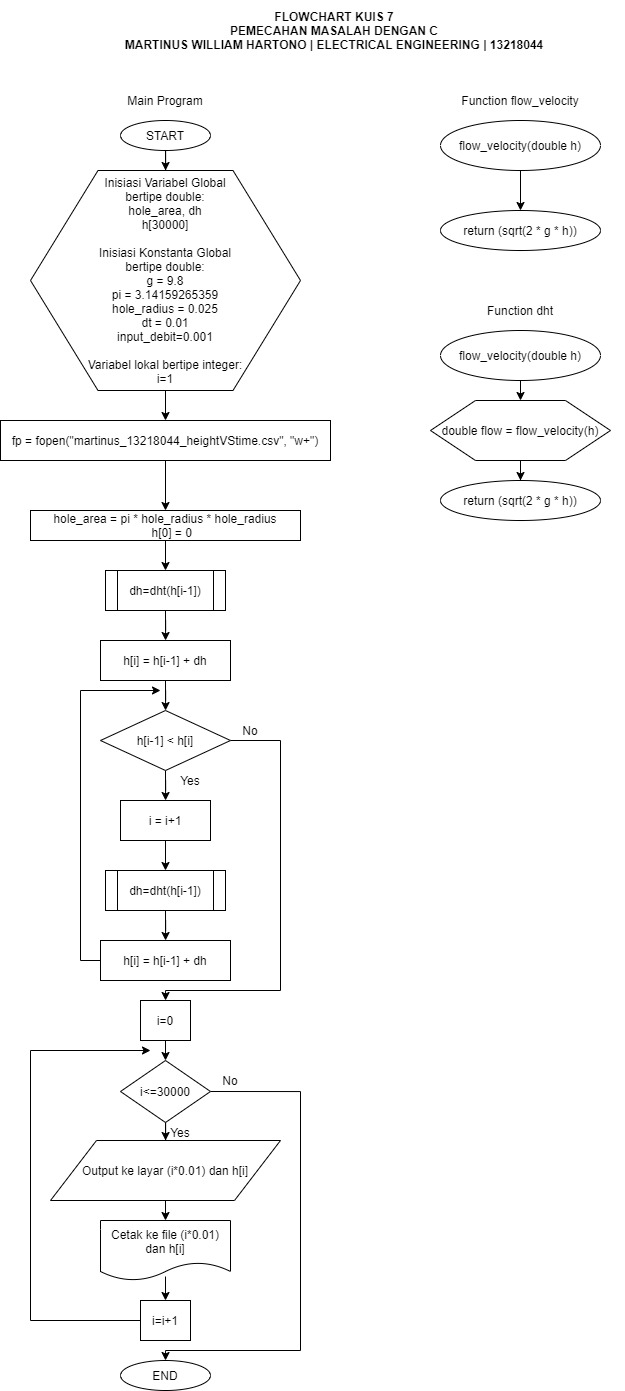 FLOWCHART KUIS 7
PEMECAHAN MASALAH DENGAN C
MARTINUS WILLIAM HARTONO | ELECTRICAL ENGINEERING | 13218044
Main Program
START
Inisiasi Variabel Global
bertipe double:
hole_area, dh
h[30000]
Inisiasi Konstanta Global
bertipe double:
g = 9.8
pi = 3.14159265359
hole_radius = 0.025
dt = 0.01
input_debit=0.001
Variabel lokal bertipe integer:
i=1
fp = fopen("martinus_13218044_heightVStime.csv", "w+")
hole_area = pi * hole_radius * hole_radius
h[0] = 0
dh=dht(h[i-1])
h[i] = h[i-1] + dh
h[i-1] < h[i]
No
Yes
i = i+1
dh=dht(h[i-1])
h[i] = h[i-1] + dh
i=0
i<=30000
No
Yes
Output ke layar (i*0.01) dan h[i]
Cetak ke file (i*0.01)
dan h[i]
i=i+1
END
Function flow_velocity
flow_velocity(double h)
return (sqrt(2 * g * h))
Function dht
flow_velocity(double h)
double flow = flow_velocity(h)
return (sqrt(2 * g * h))